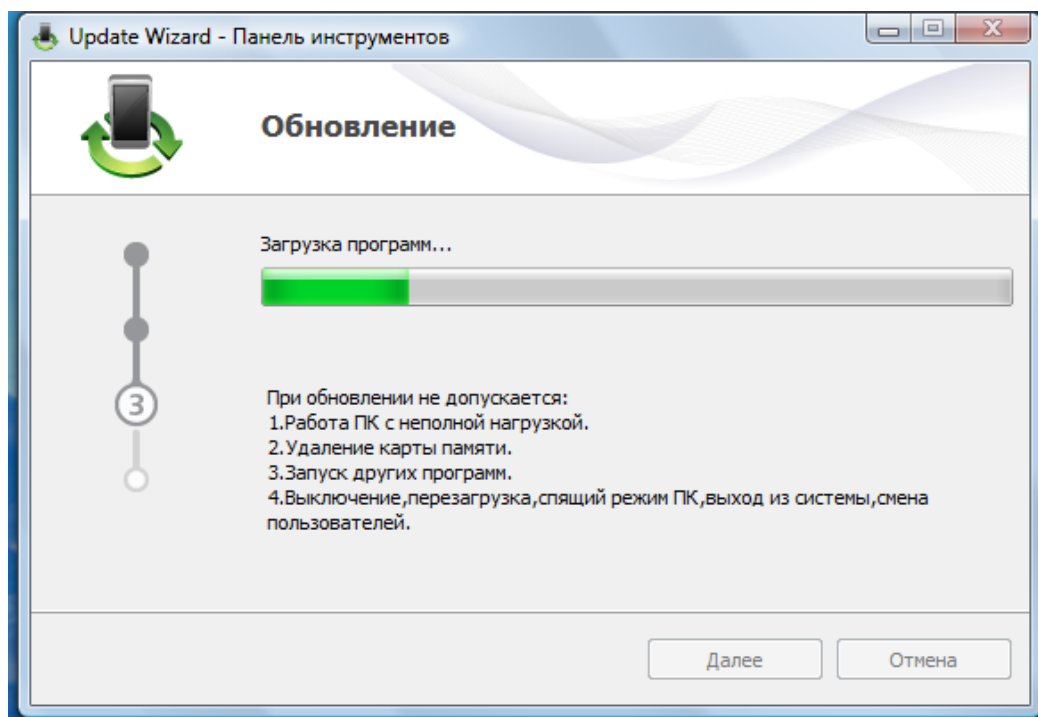 Update Wizard - Панель инструментов
Обновление
Загрузка программ...
3
При обновлении не допускается:
1.Работа ПК с неполной нагрузкой.
2.Удаление карты памяти.
3.Запуск других программ.
4.Выключение,перезагрузка,спящий режим ПК,выход из системы,смена
пользователей.
Далее
Отмена